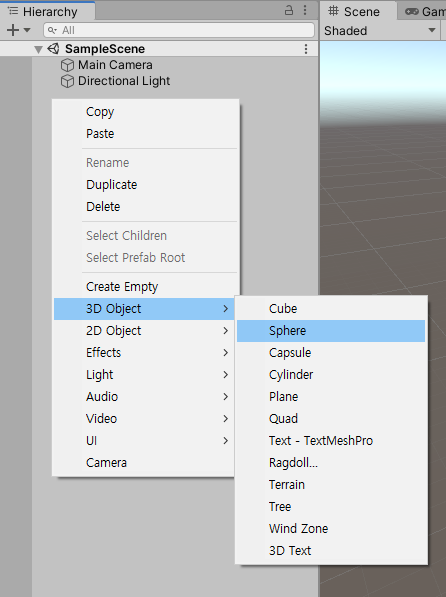 Hierarchy
Scene
Gam
All
Shaded
SampleScene
Main Camera
Directional Light
Copy
Paste
Rename
Duplicate
Delete
Select Children
Select Prefab Root
Create Empty
3D Object
2D Object
Effects
Light
Audio
Video
UI
Camera
Cube
Sphere
Capsule
Cylinder
Plane
Quad
Text - TextMeshPro
Ragdoll...
Terrain
Tree
Wind Zone
3D Text